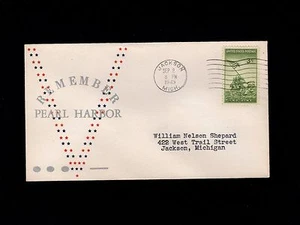 REMEMBER
PEARL HARBOR
JACKSON
MICH.
William Nelson Shepard
422 West Trail Street
Jackson, Michigan